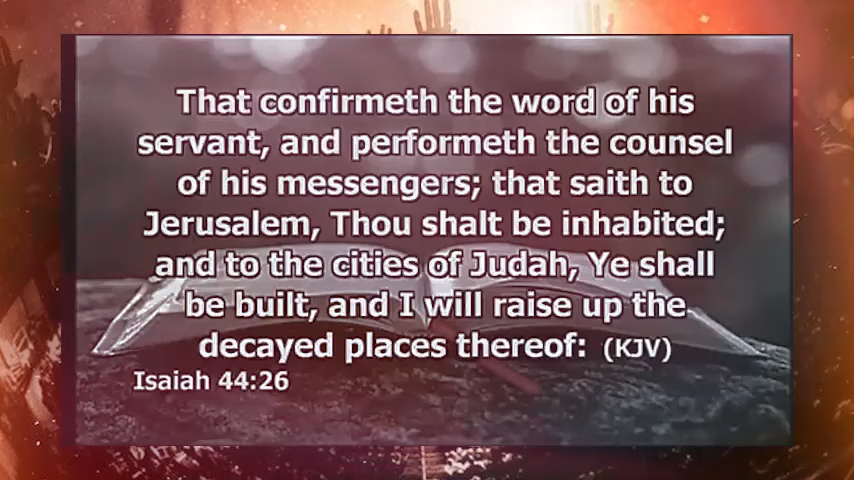 That confirmeth the word of his
servant, and performeth the counsel
of his messengers; that saith to
Jerusalem, Thou shalt be inhabited;
and to the cities of Judah, Ye shall
be built, and I will raise up the
decayed places thereof: (KJV)
Isaiah 44:26